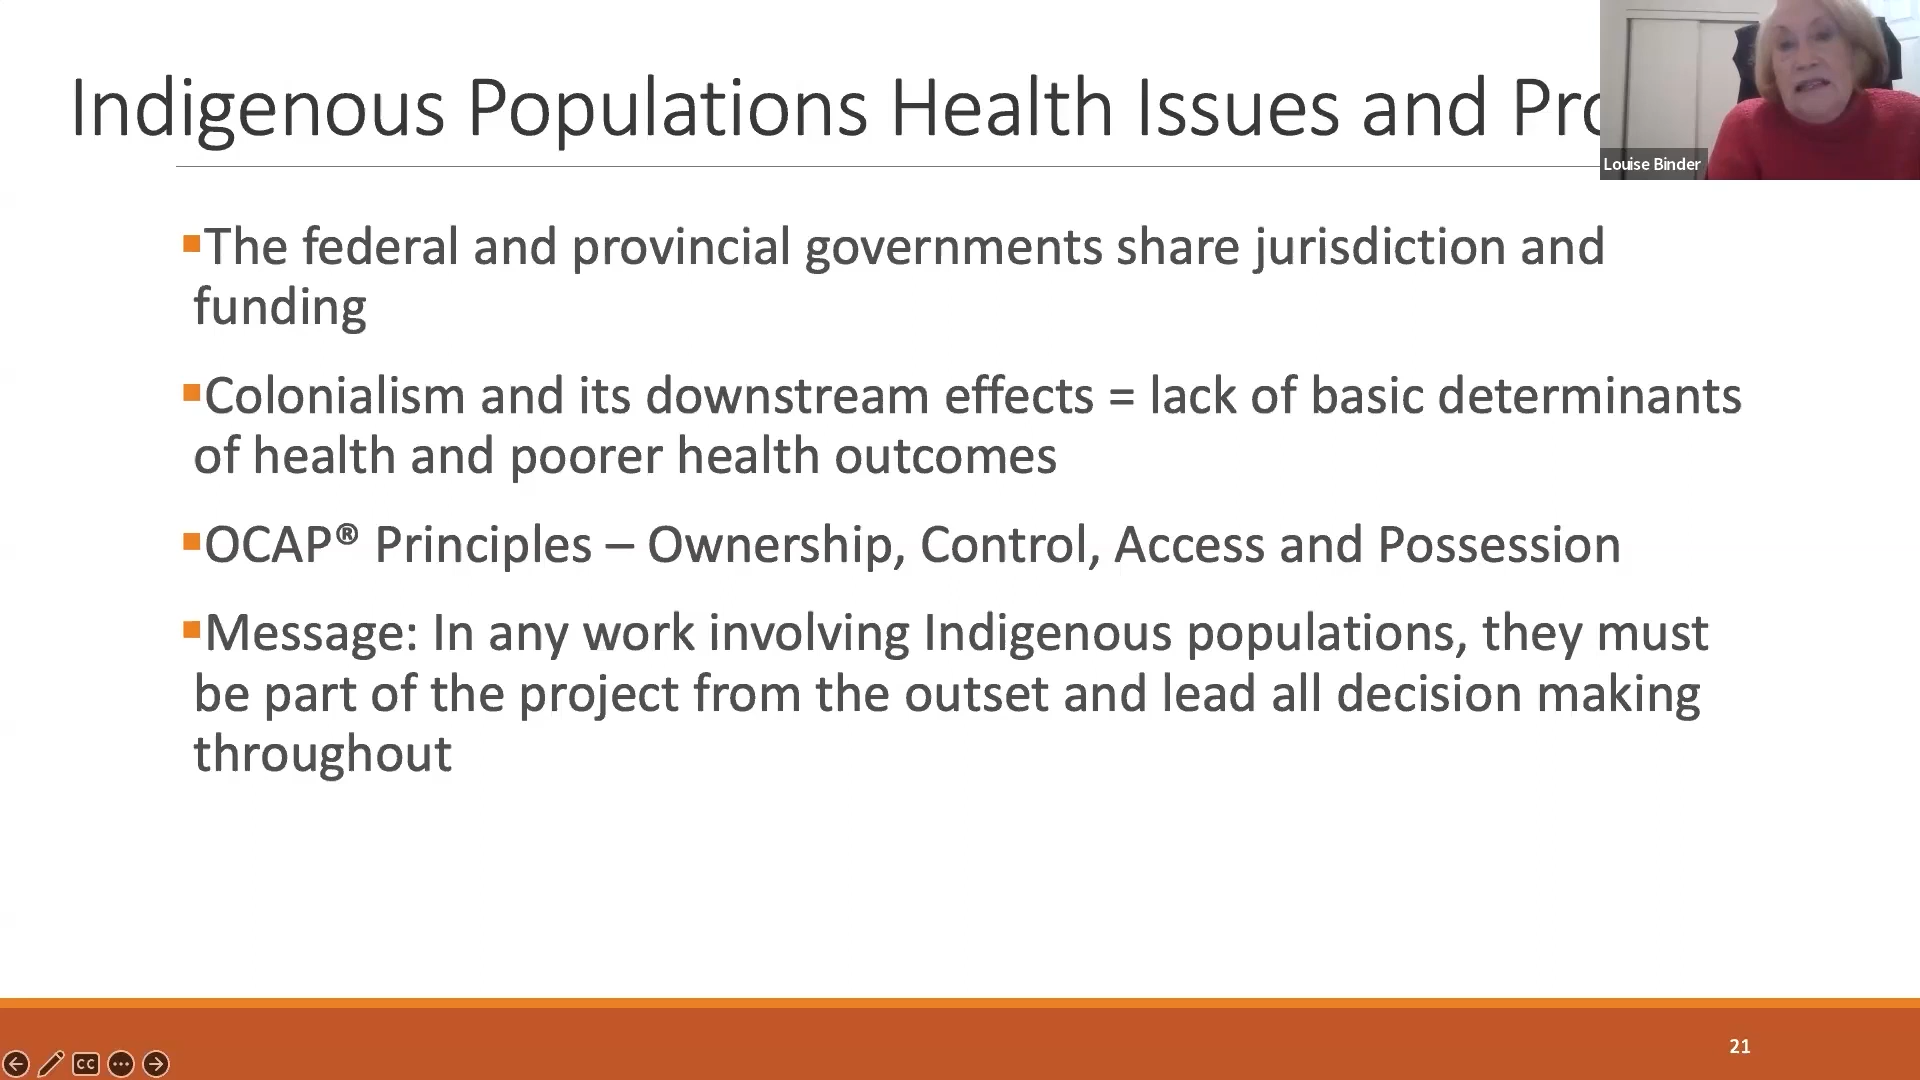 Indigenous Populations Health Issues and
Louise Binder
The federal and provincial governments share jurisdiction and
funding
Colonialism and its downstream effects = lack of basic determinants
of health and poorer health outcomes
OCAP® Principles – Ownership, Control, Access and Possession
Message: In any work involving Indigenous populations, they must
be part of the project from the outset and lead all decision making
throughout
21
CC